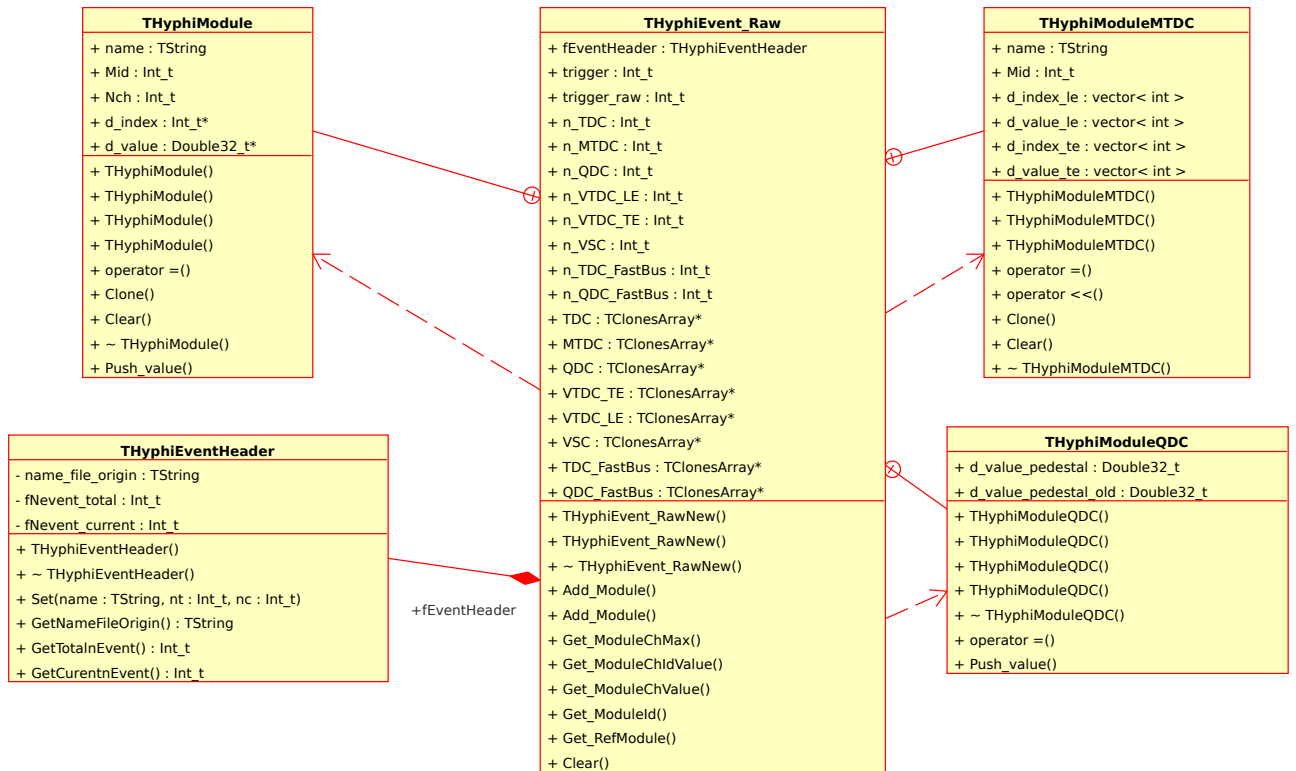 THyphiModule
+ name : TString
+ Mid : Int_t
+ Nch : Int_t
+ d_index : Int_t*
+ d_value : Double32_t*
+ THyphiModule()
+ THyphiModule()
+ THyphiModule()
+ THyphiModule()
+ operator =()
+ Clone()
+ Clear()
+ ~ THyphiModule()
+ Push_value()
THyphiEventHeader
- name_file_origin : TString
- fNevent_total : Int_t
- fNevent_current : Int_t
+ THyphiEventHeader()
+ ~ THyphiEventHeader()
+ Set(name : TString, nt : Int_t, nc : Int_t)
+ GetNameFileOrigin() : TString
+ GetTotalnEvent() : Int_t
+ GetCurentnEvent() : Int_t
+fEventHeader
THyphiEvent_Raw
+ fEventHeader : THyphiEventHeader
+ trigger : Int_t
+ trigger_raw : Int_t
+ n_TDC : Int_t
+ n_MTDC : Int_t
+ n_QDC : Int_t
+ n_VTDC_LE : Int_t
+ n_VTDC_TE : Int_t
+ n_VSC : Int_t
+ n_TDC_FastBus : Int_t
+ n_QDC_FastBus : Int_t
+ TDC : TClonesArray*
+ MTDC : TClonesArray*
+ QDC : TClonesArray*
+ VTDC_TE : TClonesArray*
+ VTDC_LE : TClonesArray*
+ VSC : TClonesArray*
+ TDC_FastBus : TClonesArray*
+ QDC_FastBus : TClonesArray*
+ THyphiEvent_RawNew()
+ THyphiEvent_RawNew()
+ ~ THyphiEvent_RawNew()
+ Add_Module()
+ Add_Module()
+ Get_ModuleChMax()
+ Get_ModuleChIdValue()
+ Get_ModuleChValue()
+ Get_ModuleId()
+ Get_RefModule()
+ Clear()
THyphiModuleMTDC
+ name : TString
+ Mid : Int_t
+ d_index_le : vector< int >
+ d_value_le : vector< int >
+ d_index_te : vector< int >
+ d_value_te : vector< int >
+ THyphiModuleMTDC()
+ THyphiModuleMTDC()
+ THyphiModuleMTDC()
+ operator =()
+ operator <<()
+ Clone()
+ Clear()
+ ~ THyphiModuleMTDC()
THyphiModuleQDC
+ d_value_pedestal : Double32_t
+ d_value_pedestal_old : Double32_t
+ THyphiModuleQDC()
+ THyphiModuleQDC()
+ THyphiModuleQDC()
+ THyphiModuleQDC()
+ ~ THyphiModuleQDC()
+ operator =()
+ Push_value()